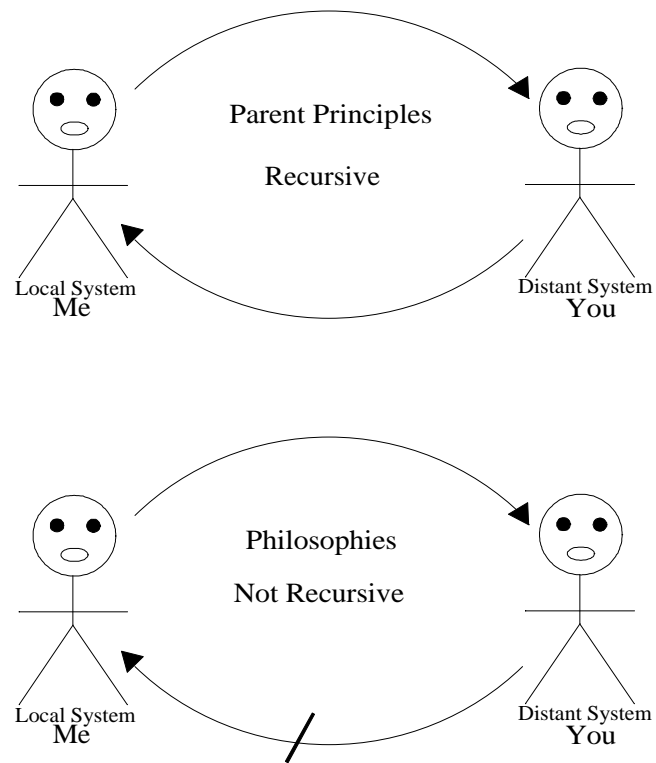 Parent Principles
Recursive
Local System
Me
Distant System
You
Philosophies
Not Recursive
Local System
Me
Distant System
You